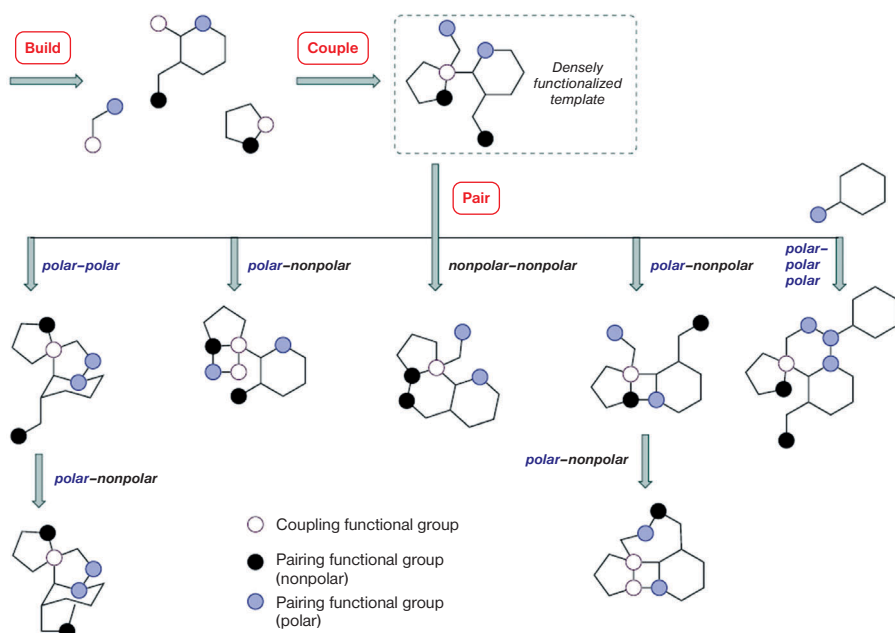 Build
Couple
Densely
functionalized
template
Pair
polar–polar
polar–nonpolar
nonpolar–nonpolar
polar–nonpolar
polar–
polar
polar
polar–nonpolar
polar–nonpolar
Coupling functional group
Pairing functional group
(nonpolar)
Pairing functional group
(polar)